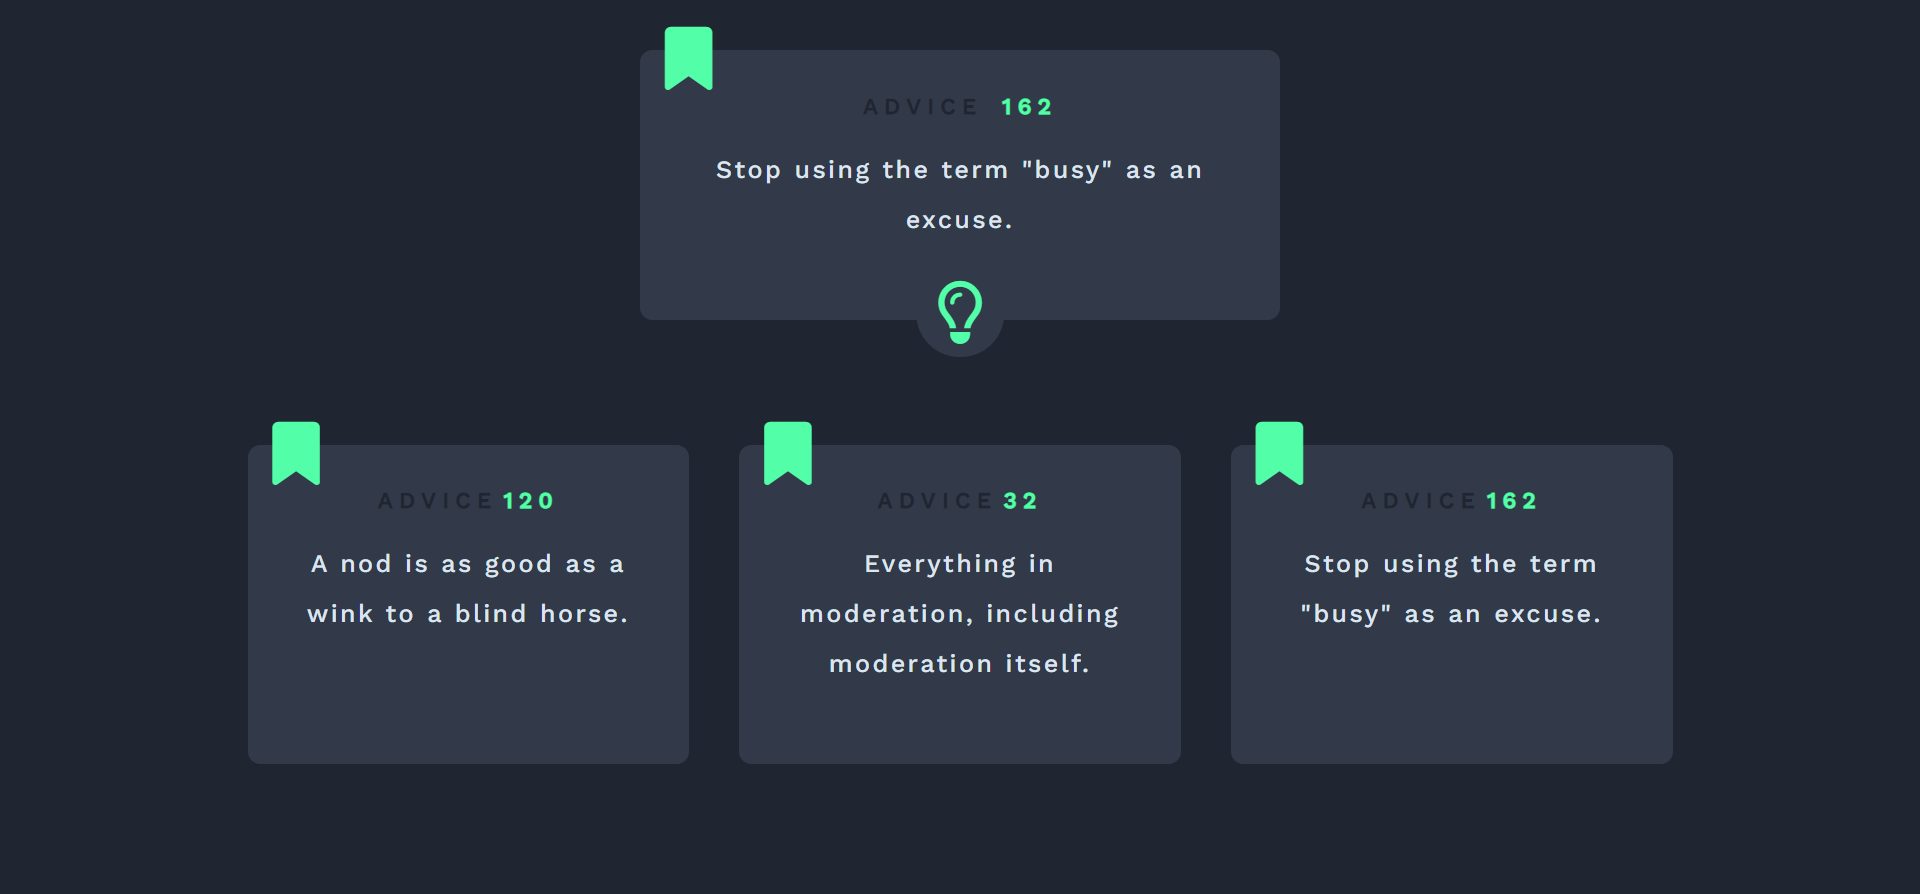 ADVICE 162
Stop using the term "busy" as an
excuse.
ADVICE 120
A nod is as good as a
wink to a blind horse.
ADVICE 32
Everything in
moderation, including
moderation itself.
ADVICE 162
Stop using the term
"busy" as an excuse.